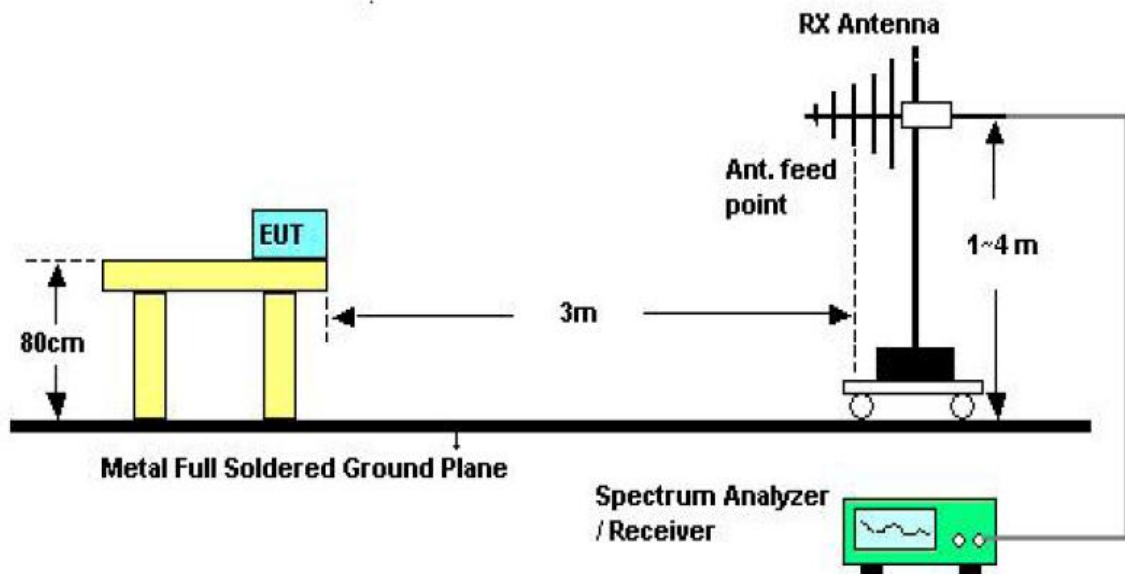 RX Antenna
Ant. feed
point
EUT
1~4 m
3m
80cm
Metal Full Soldered Ground Plane
Spectrum Analyzer
/ Receiver